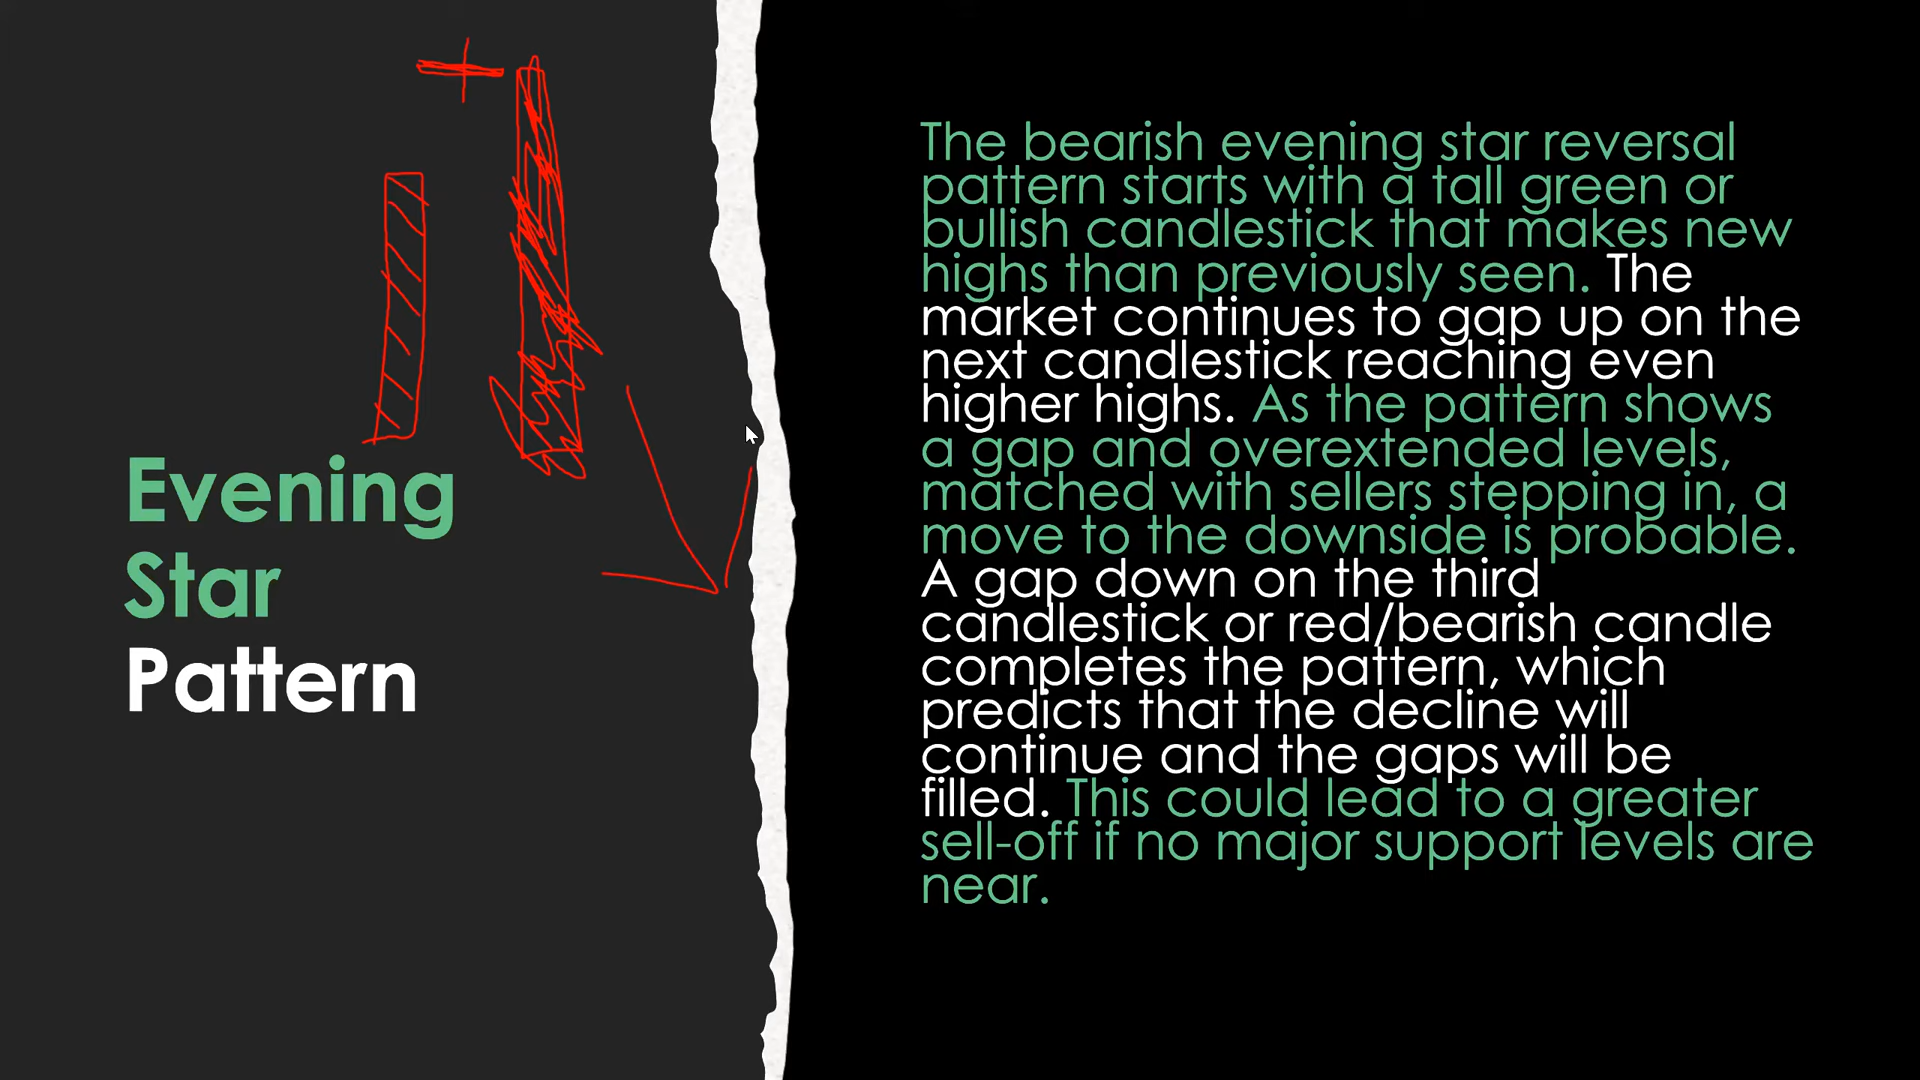 Evening
Star
Pattern
The bearish evening star reversal
pattern starts with a tall green or
bullish candlestick that makes new
highs than previously seen. The
market continues to gap up on the
next candlestick reaching even
higher highs. As the pattern shows
a gap and overextended levels,
matched with sellers stepping in, a
move to the downside is probable.
A gap down on the third
candlestick or red/bearish candle
completes the pattern, which
predicts that the decline will
continue and the gaps will be
filled. This could lead to a greater
sell-off if no major support levels are
near.